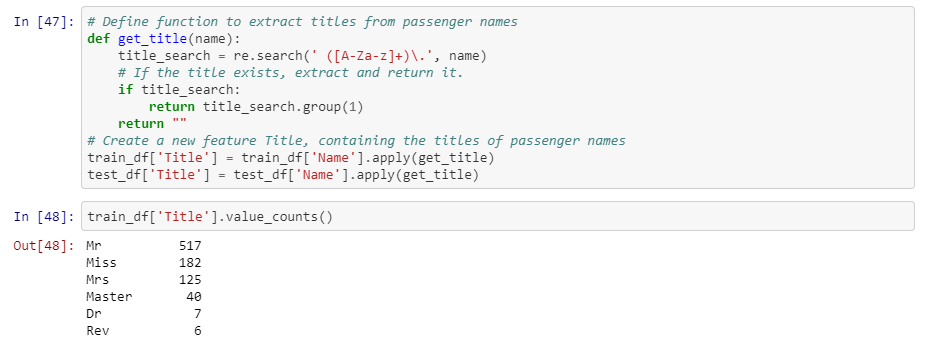 In [47]: # Define function to extract titles from passenger names
def get_title(name):
    title_search = re.search(' ([A-Za-z]+)\.', name)
    # If the title exists, extract and return it.
    if title_search:
        return title_search.group(1)
    return ""
# Create a new feature Title, containing the titles of passenger names
train_df['Title'] = train_df['Name'].apply(get_title)
test_df['Title'] = test_df['Name'].apply(get_title)
In [48]: train_df['Title'].value_counts()
Out[48]: Mr 517
Miss 182
Mrs 125
Master 40
Dr 7
Rev 6